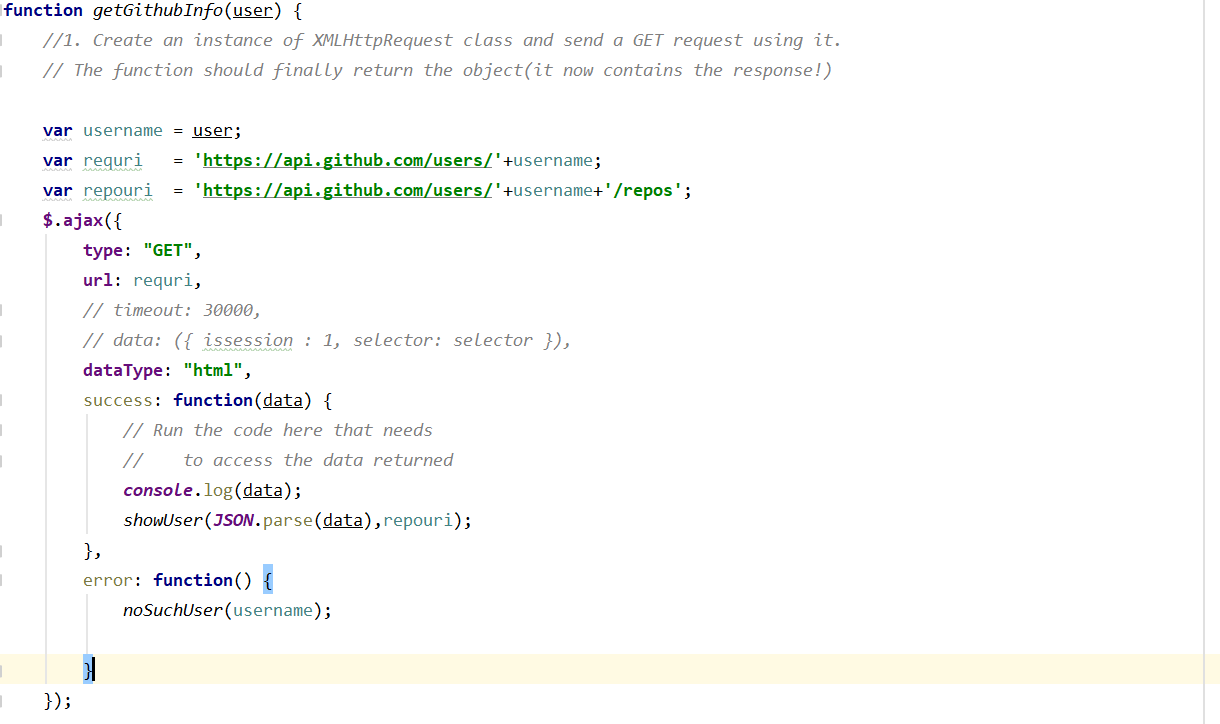 function getGithubInfo(user) {
    //1. Create an instance of XMLHttpRequest class and send a GET request using it.
    // The function should finally return the object(it now contains the response!)

    var username = user;
    var requri   = 'https://api.github.com/users/'+username;
    var repouri  = 'https://api.github.com/users/'+username+'/repos';
    $.ajax({
        type: "GET",
        url: requri,
        // timeout: 30000,
        // data: ({ issession : 1, selector: selector }),
        dataType: "html",
        success: function(data) {
            // Run the code here that needs
            //    to access the data returned
            console.log(data);
            showUser(JSON.parse(data),repouri);
        },
        error: function() {
            noSuchUser(username);

        }
    });